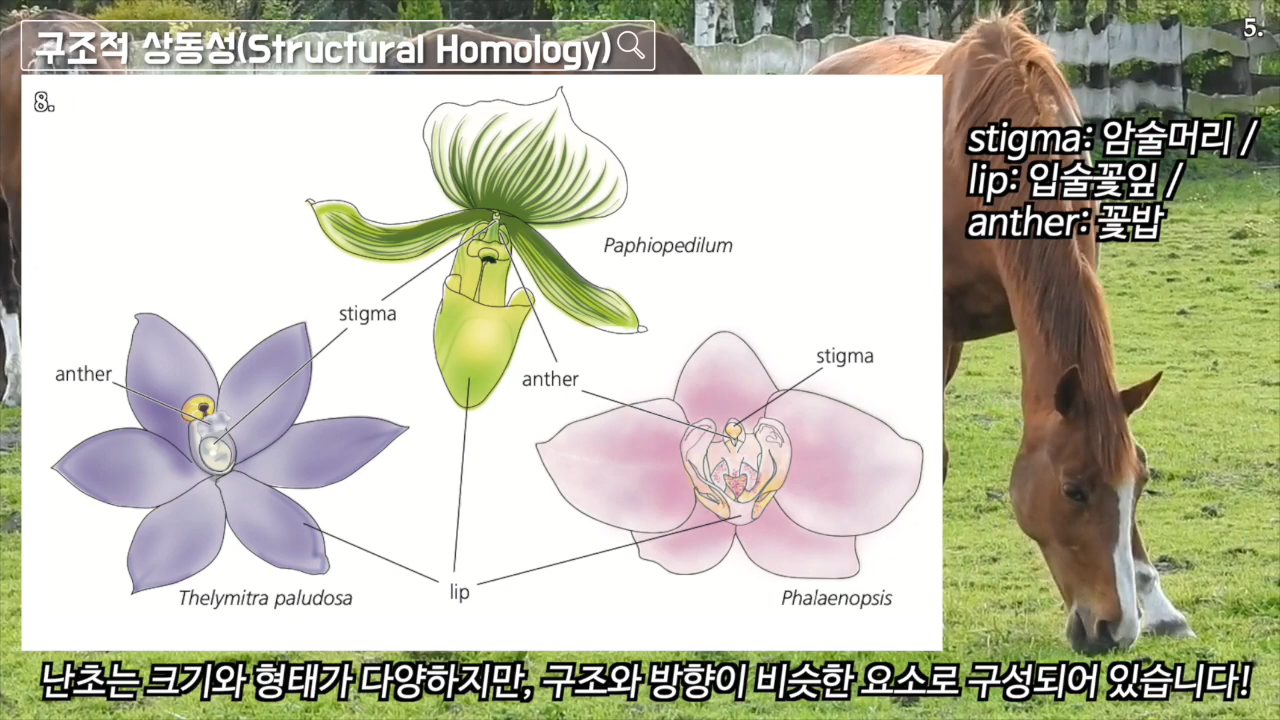 구조적 상동성(Structural Homology)
5.
8.
stigma: 암술머리 /
lip: 입술꽃잎 /
anther: 꽃밥
Paphiopedilum
stigma
anther
anther
stigma
lip
Thelymitra paludosa
Phalaenopsis
난초는 크기와 형태가 다양하지만, 구조와 방향이 비슷한 요소로 구성되어 있습니다!